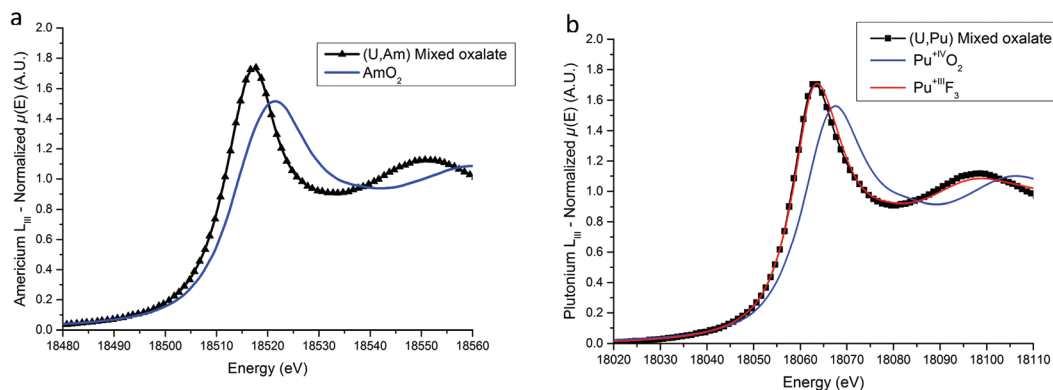 a
2.0
1.8
1.6
1.4
1.2
1.0
0.8
0.6
0.4
0.2
0.0
Americium L_III - Normalized μ(E) (A.U.)
(U,Am) Mixed oxalate
AmO₂
18480 18490 18500 18510 18520 18530 18540 18550 18560
Energy (eV)
b
2.0
1.8
1.6
1.4
1.2
1.0
0.8
0.6
0.4
0.2
0.0
Plutonium L_III - Normalized μ(E) (A.U.)
(U,Pu) Mixed oxalate
Pu⁺ᴵⱽO₂
Pu⁺ᴵᴵᴵF₃
18020 18030 18040 18050 18060 18070 18080 18090 18100 18110
Energy (eV)